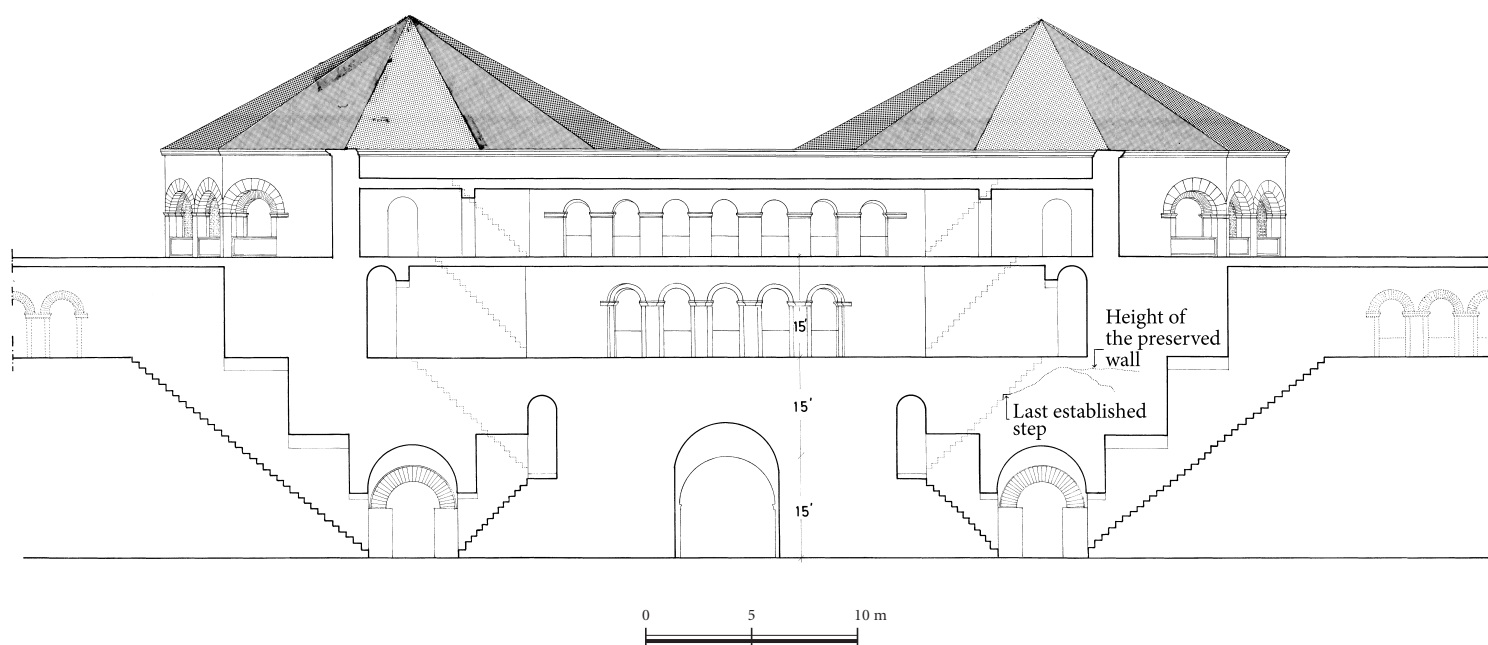 15'
Height of
the preserved
wall
15'
Last established
step
15'
0 5 10 m